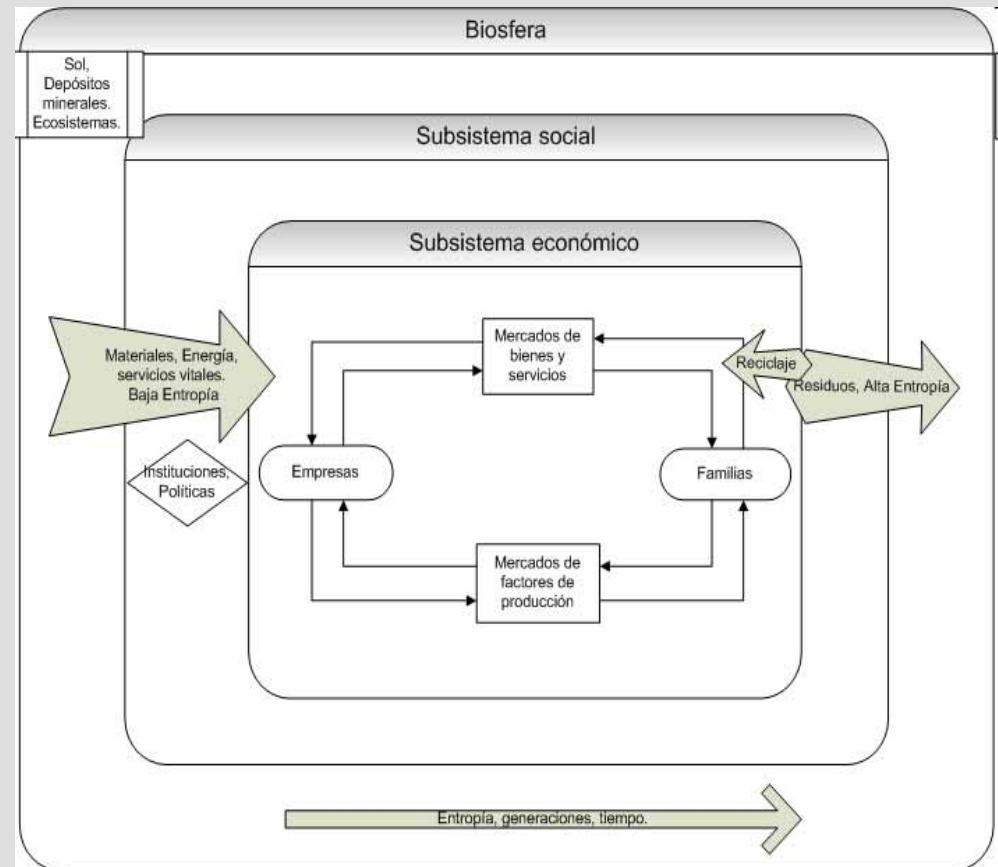 Biosfera
Sol,
Depósitos
minerales.
Ecosistemas.
Subsistema social
Subsistema económico
Materiales, Energía,
servicios vitales.
Baja Entropía
Mercados de
bienes y
servicios
Reciclaje
Residuos, Alta Entropía
Instituciones,
Políticas
Empresas
Familias
Mercados de
factores de
producción
Entropía, generaciones, tiempo.